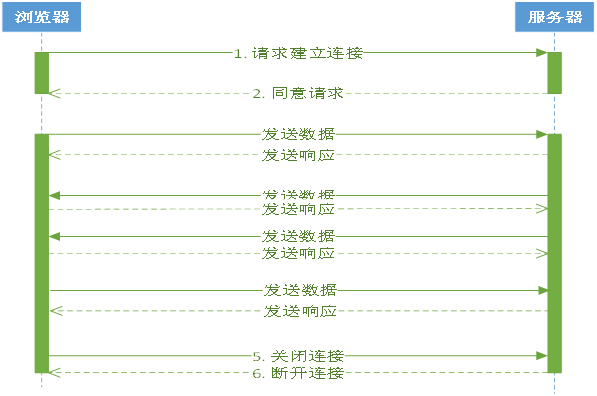 浏览器
服务器
1. 请求建立连接
2. 同意请求
发送数据
发送响应
发送数据
发送响应
发送数据
发送响应
发送数据
发送响应
5. 关闭连接
6. 断开连接